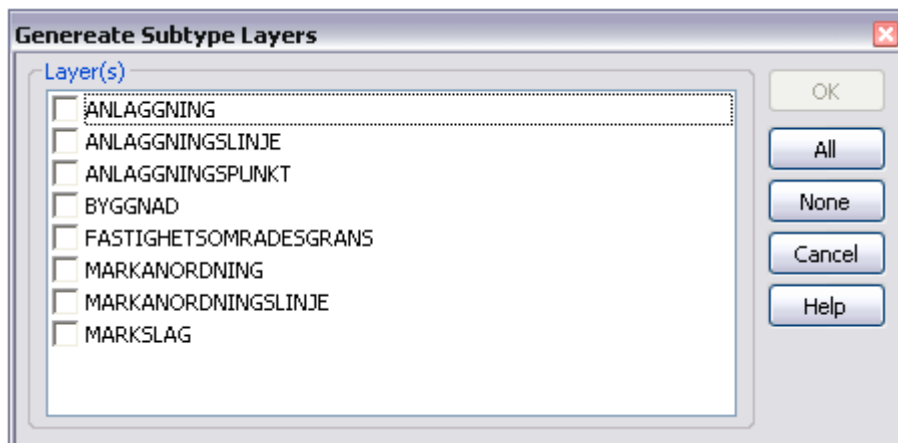 Genereate Subtype Layers
Layer(s)
ANLAGGNING
ANLAGGNINGSLINJE
ANLAGGNINGSPUNKT
BYGGNAD
FASTIGHETSOMRADESGRANS
MARKANORDNING
MARKANORDNINGSLINJE
MARKSLAG
OK
All
None
Cancel
Help